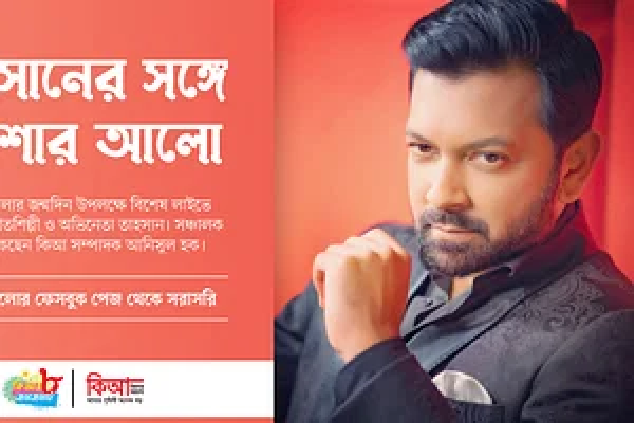 সানের সঙ্গে
শোর আলো
লার জন্মদিন উপলক্ষে বিশেষ লাইভে
তশিল্পী ও অভিনেতা তাহসান। সঞ্চালক
ছেন কিআ সম্পাদক আনিসুল হক।
লোর ফেসবুক পেজ থেকে সরাসরি
কিআ